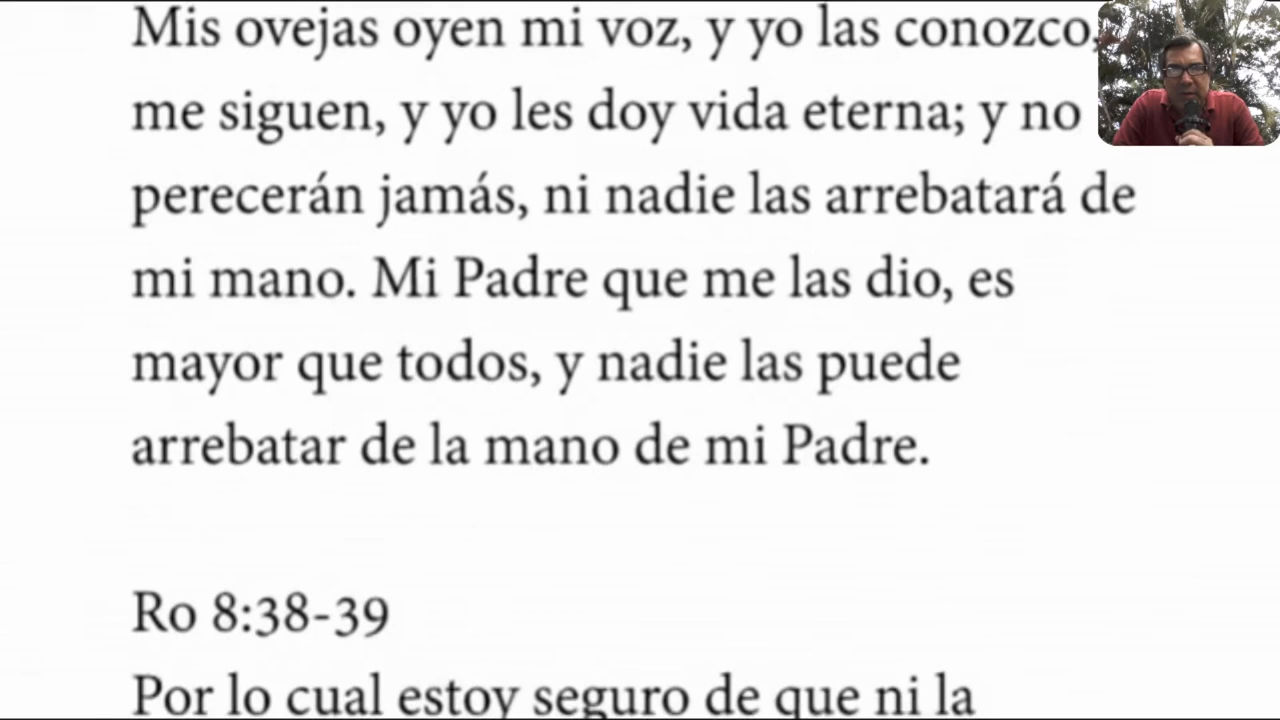 Mis ovejas oyen mi voz, y yo las conozco,
me siguen, y yo les doy vida eterna; y no
perecerán jamás, ni nadie las arrebatará de
mi mano. Mi Padre que me las dio, es
mayor que todos, y nadie las puede
arrebatar de la mano de mi Padre.
Ro 8:38-39
Por lo cual estoy seguro de que ni la